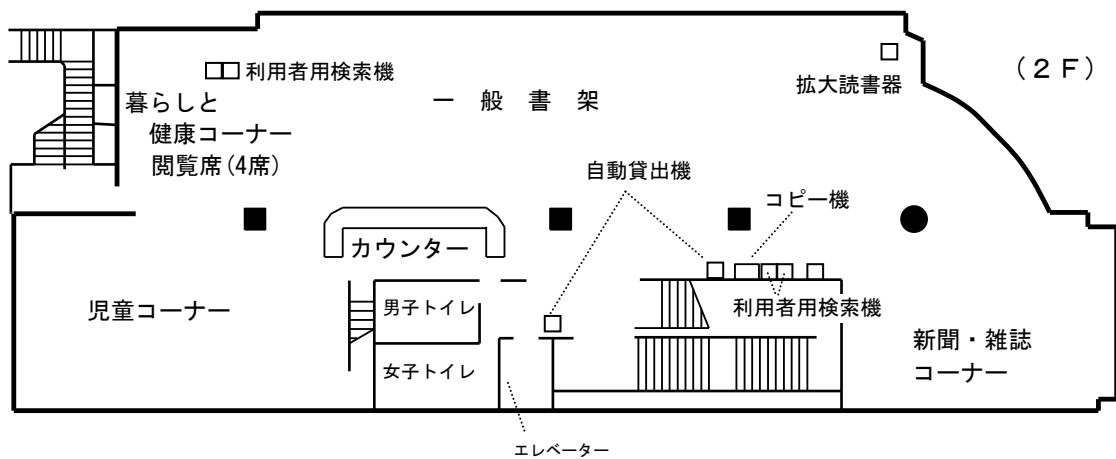 （２Ｆ）
利用者用検索機
拡大読書器
一 般 書 架
暮らしと
健康コーナー
閲覧席(4席)
自動貸出機
コピー機
カウンター
児童コーナー
男子トイレ
利用者用検索機
新聞・雑誌
コーナー
女子トイレ
エレベーター